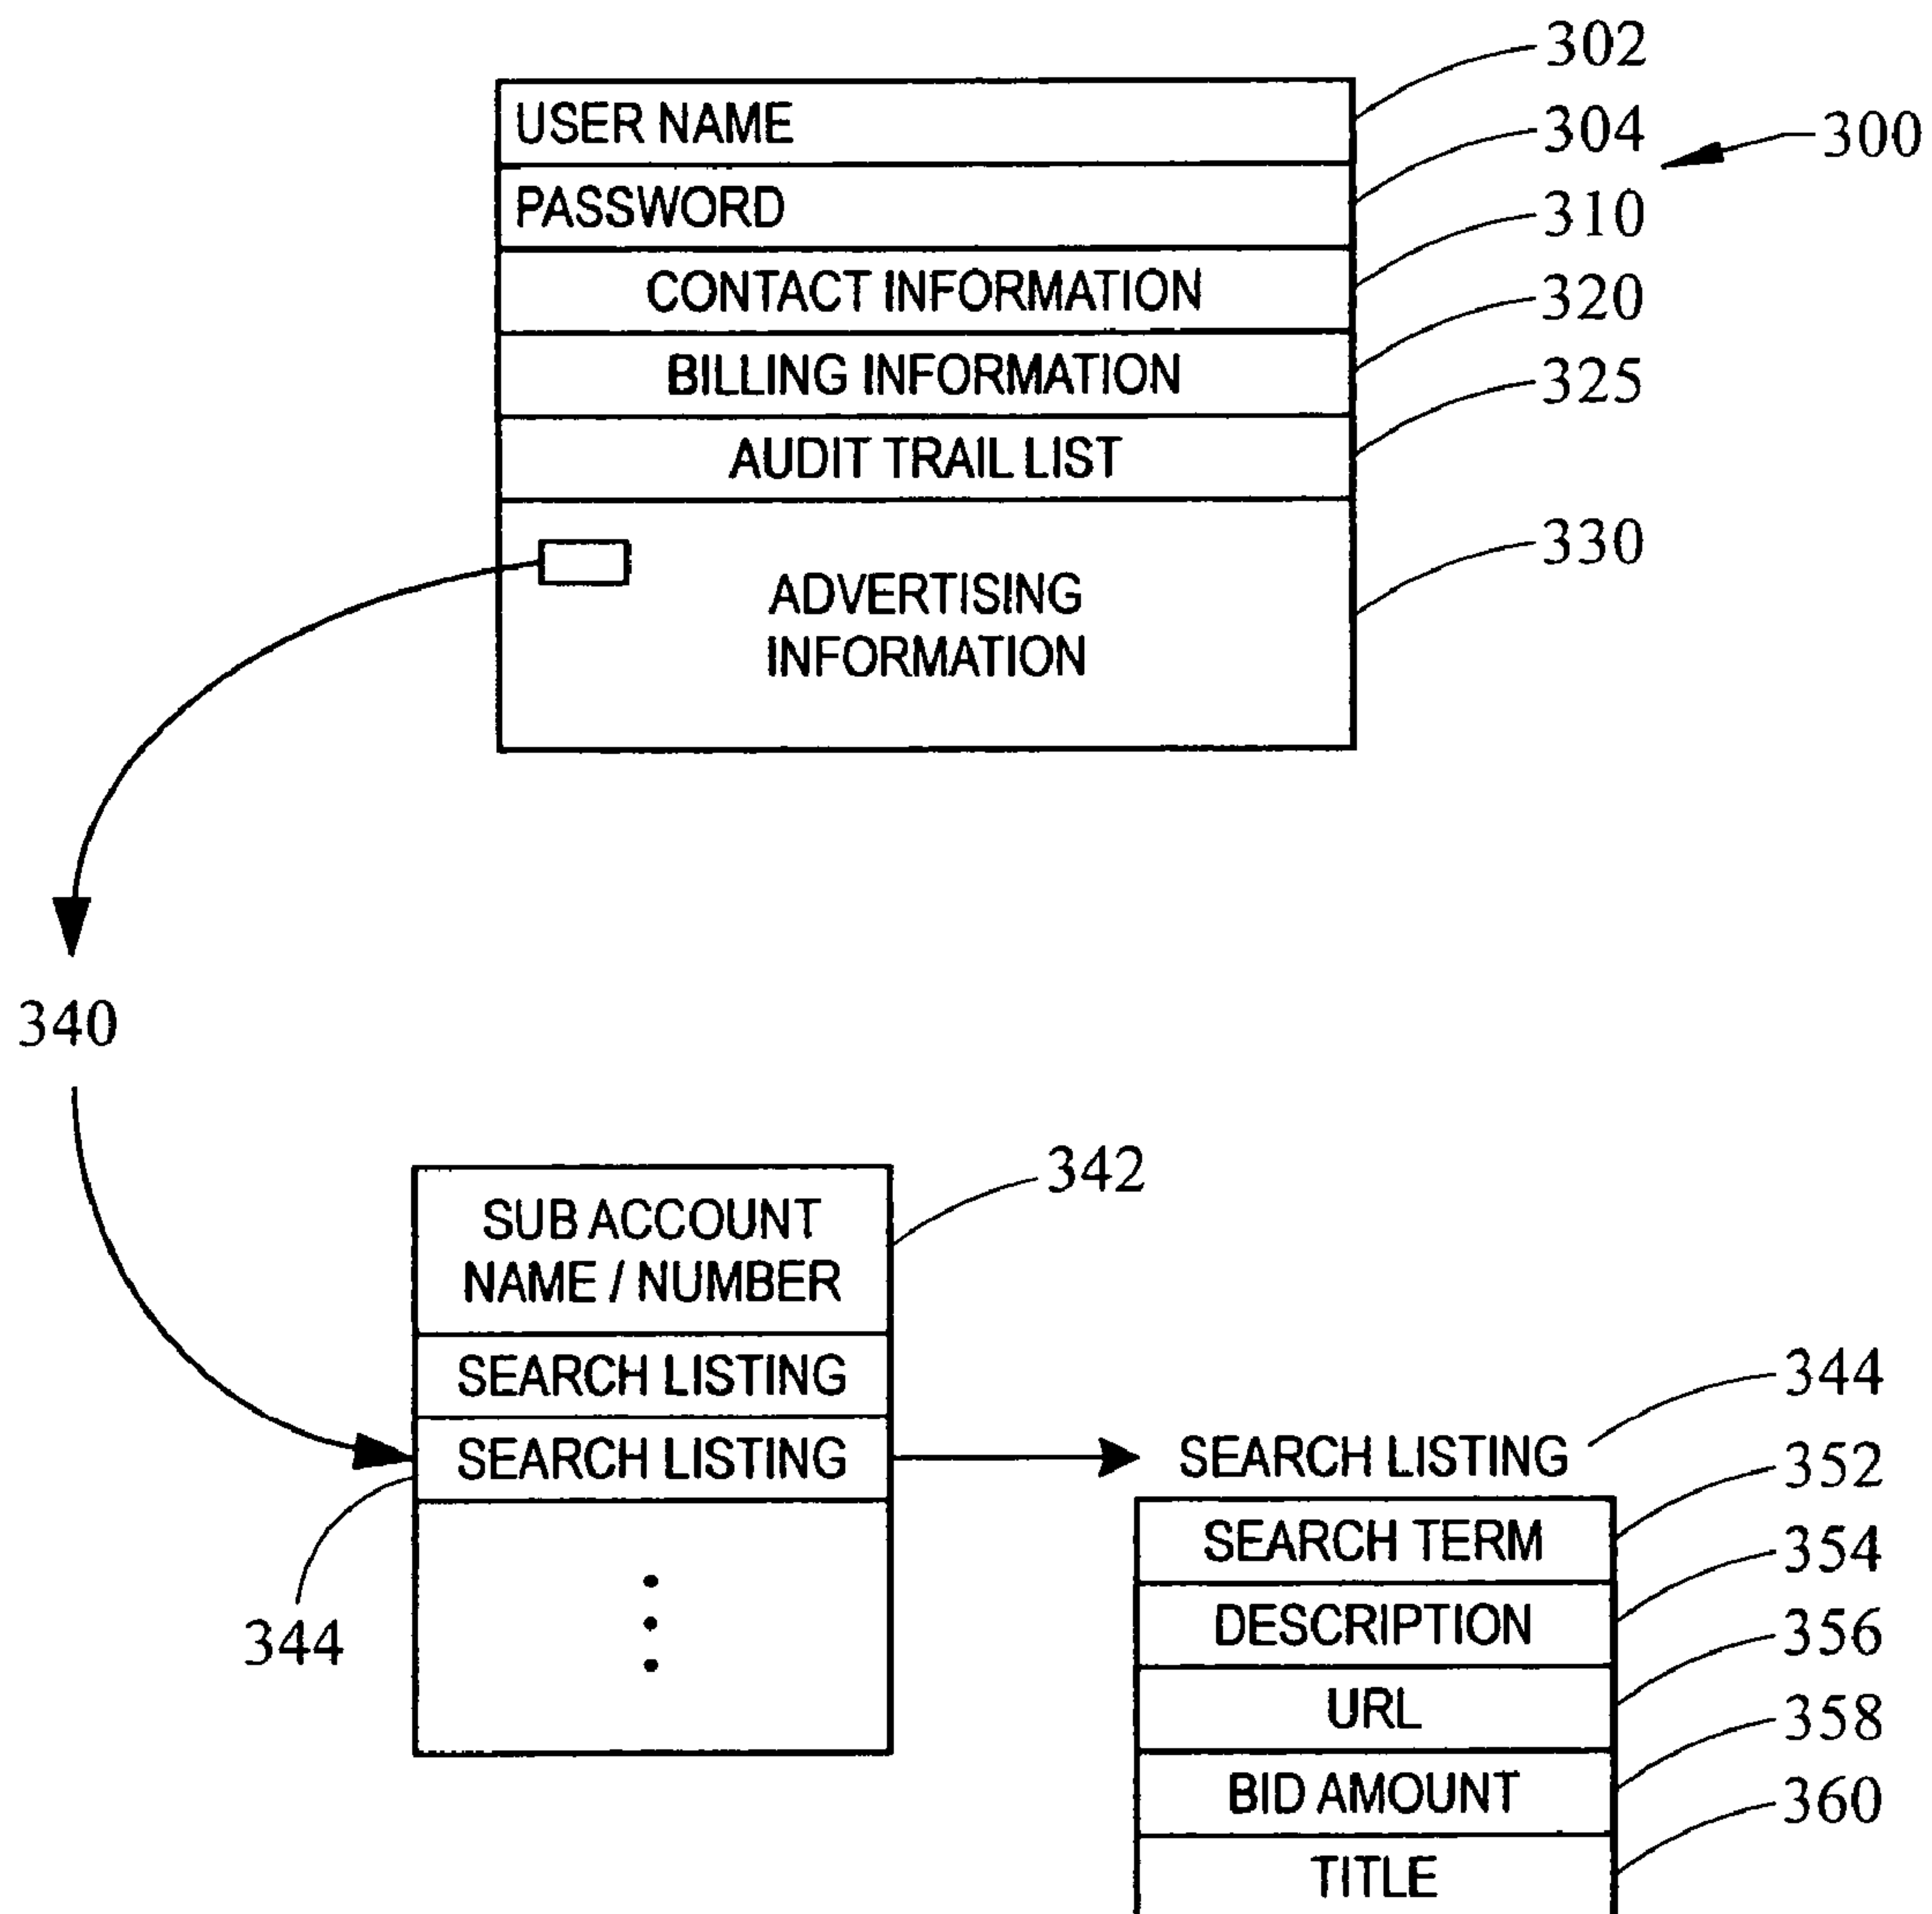 302
USER NAME
304
300
PASSWORD
310
CONTACT INFORMATION
320
BILLING INFORMATION
325
AUDIT TRAIL LIST
330
ADVERTISING
INFORMATION
340
342
SUB ACCOUNT
NAME / NUMBER
SEARCH LISTING
344
SEARCH LISTING
SEARCH LISTING
352
SEARCH TERM
354
DESCRIPTION
344
356
URL
358
BID AMOUNT
360
TITLE